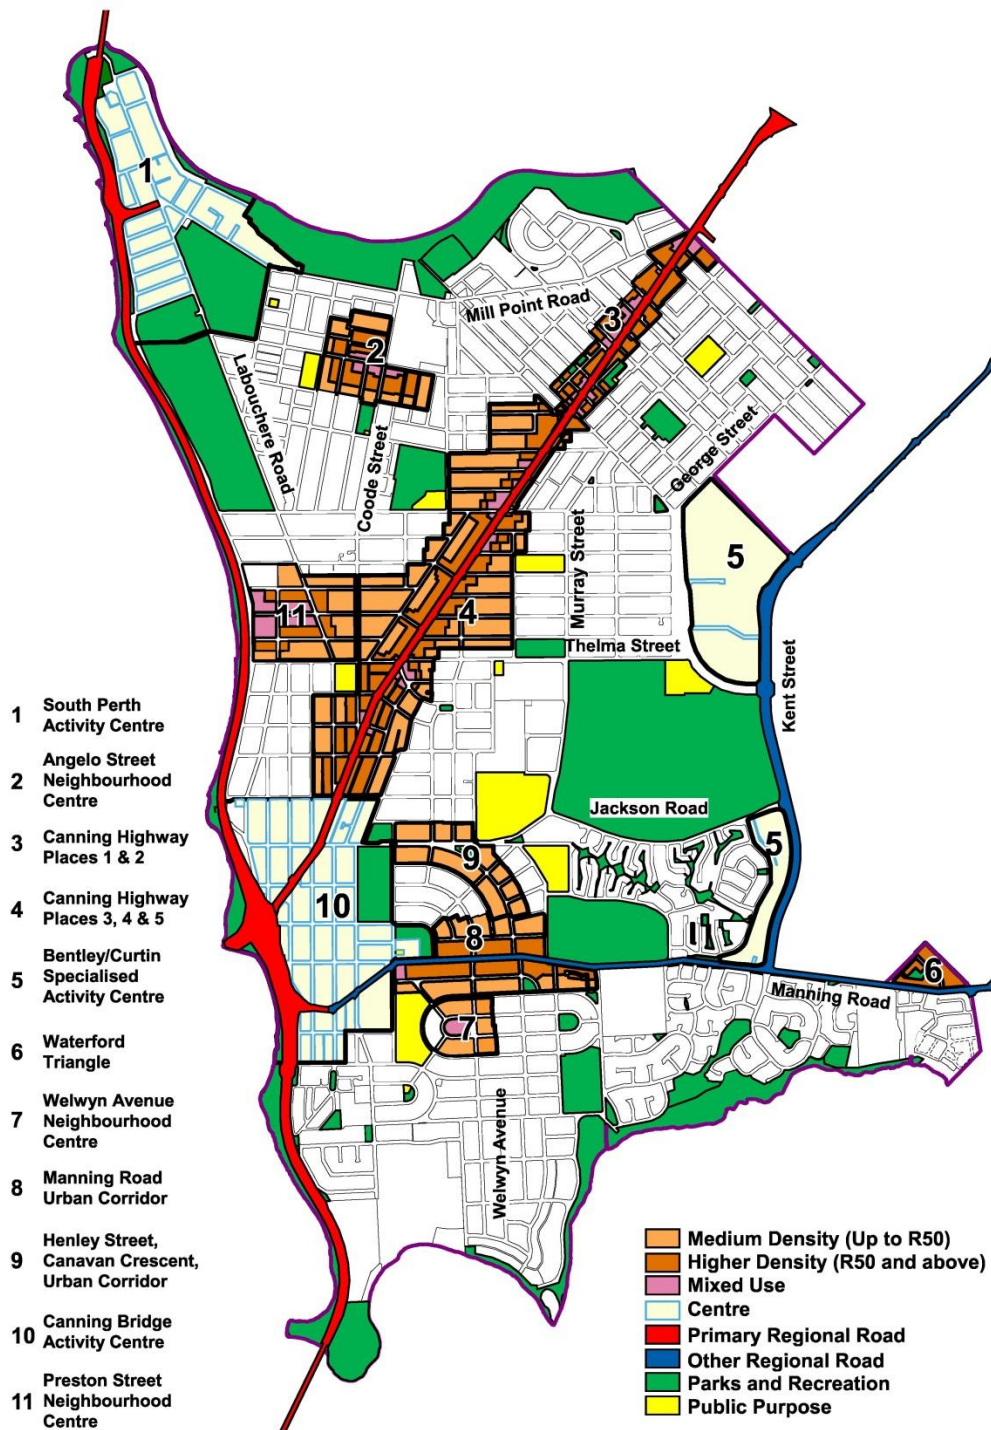 1
2
3
4
5
5
6
7
8
9
10
11
Mill Point Road
Labouchere Road
Coode Street
George Street
Murray Street
Thelma Street
Kent Street
Jackson Road
Manning Road
Welwyn Avenue
1 South Perth
Activity Centre
2 Angelo Street
Neighbourhood
Centre
3 Canning Highway
Places 1 & 2
4 Canning Highway
Places 3, 4 & 5
5 Bentley/Curtin
Specialised
Activity Centre
6 Waterford
Triangle
7 Welwyn Avenue
Neighbourhood
Centre
8 Manning Road
Urban Corridor
9 Henley Street,
Canavan Crescent,
Urban Corridor
10 Canning Bridge
Activity Centre
11 Preston Street
Neighbourhood
Centre
Medium Density (Up to R50)
Higher Density (R50 and above)
Mixed Use
Centre
Primary Regional Road
Other Regional Road
Parks and Recreation
Public Purpose